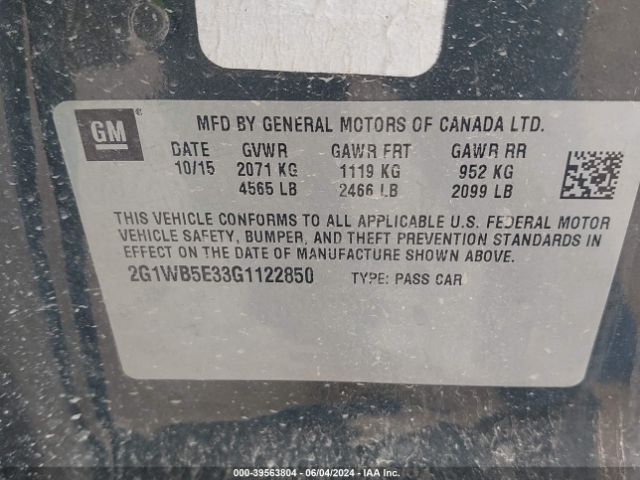 GM
MFD BY GENERAL MOTORS OF CANADA LTD.
DATE GVWR GAWR FRT GAWR RR
10/15 2071 KG 1119 KG 952 KG
4565 LB 2466 LB 2099 LB
THIS VEHICLE CONFORMS TO ALL APPLICABLE U.S. FEDERAL MOTOR
VEHICLE SAFETY, BUMPER, AND THEFT PREVENTION STANDARDS IN
EFFECT ON THE DATE OF MANUFACTURE SHOWN ABOVE.
2G1WB5E33G1122850 TYPE: PASS CAR
000-39563804 - 06/04/2024 - IAA Inc.